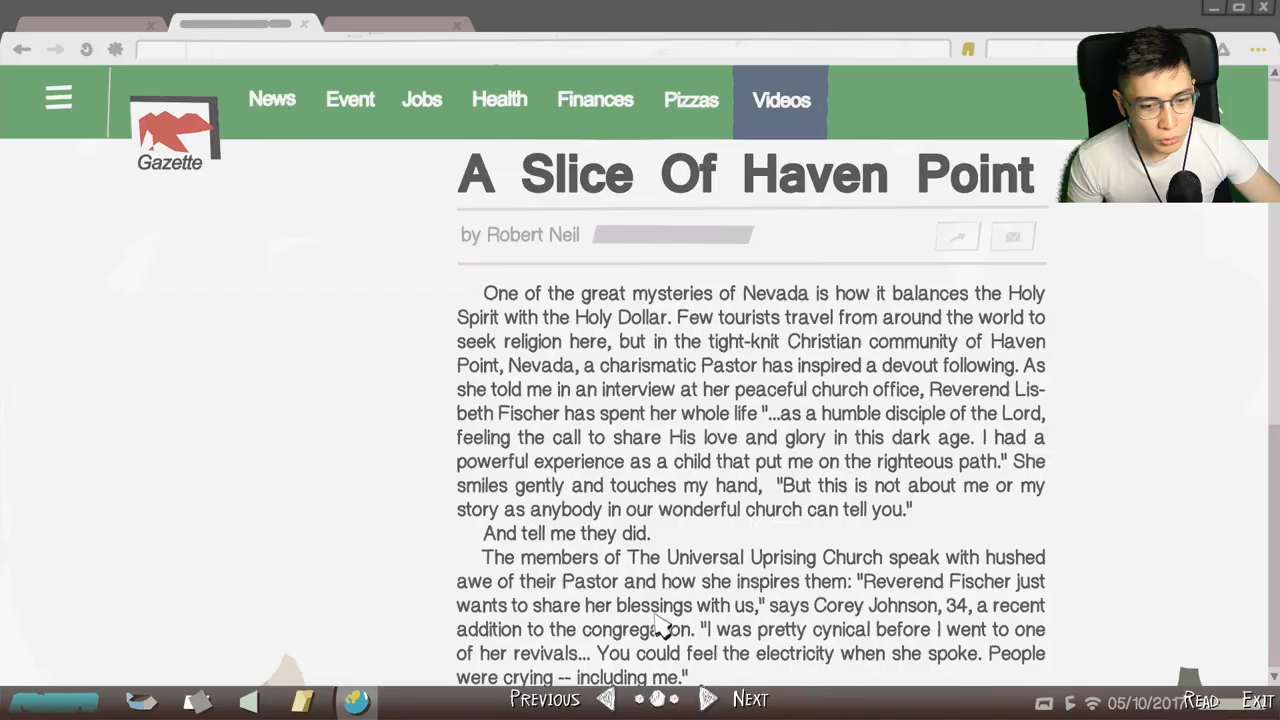 News Event Jobs Health Finances Pizzas Videos
Gazette
A Slice Of Haven Point
by Robert Neil
One of the great mysteries of Nevada is how it balances the Holy
Spirit with the Holy Dollar. Few tourists travel from around the world to
seek religion here, but in the tight-knit Christian community of Haven
Point, Nevada, a charismatic Pastor has inspired a devout following. As
she told me in an interview at her peaceful church office, Reverend Lis-
beth Fischer has spent her whole life "...as a humble disciple of the Lord,
feeling the call to share His love and glory in this dark age. I had a
powerful experience as a child that put me on the righteous path." She
smiles gently and touches my hand, "But this is not about me or my
story as anybody in our wonderful church can tell you."
And tell me they did.
The members of The Universal Uprising Church speak with hushed
awe of their Pastor and how she inspires them: "Reverend Fischer just
wants to share her blessings with us," says Corey Johnson, 34, a recent
addition to the congregation. "I was pretty cynical before I went to one
of her revivals... You could feel the electricity when she spoke. People
were crying -- including me."
Previous Next 05/10/2017 Read Exit